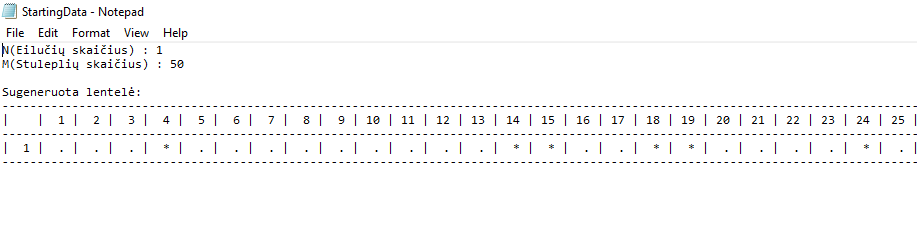 StartingData - Notepad
File Edit Format View Help
N(Eilučių skaičius) : 1
M(Stuleplių skaičius) : 50
Sugeneruota lentelė:
-----------------------------------------------------------------------------------------------------------------------------------
|    |  1 |  2 |  3 |  4 |  5 |  6 |  7 |  8 |  9 | 10 | 11 | 12 | 13 | 14 | 15 | 16 | 17 | 18 | 19 | 20 | 21 | 22 | 23 | 24 | 25 |
-----------------------------------------------------------------------------------------------------------------------------------
|  1 |  . |  . |  . |  * |  . |  . |  . |  . |  . |  . |  . |  . |  . |  * |  * |  . |  . |  * |  * |  . |  . |  . |  . |  * |  . |
-----------------------------------------------------------------------------------------------------------------------------------